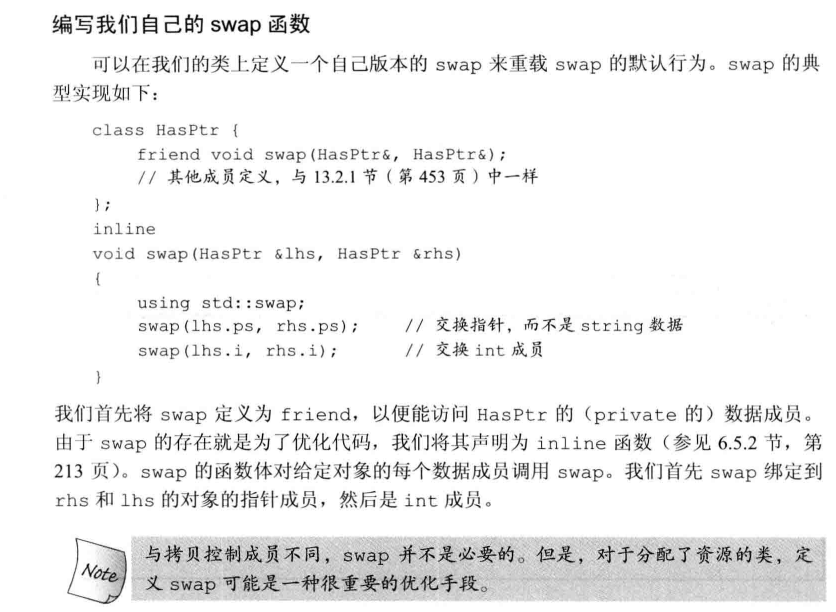 编写我们自己的 swap 函数
可以在我们的类上定义一个自己版本的 swap 来重载 swap 的默认行为。swap 的典
型实现如下：
class HasPtr {
friend void swap(HasPtr&, HasPtr&);
// 其他成员定义，与 13.2.1 节（第 453 页）中一样
};
inline
void swap(HasPtr &lhs, HasPtr &rhs)
{
using std::swap;
swap(lhs.ps, rhs.ps); // 交换指针，而不是 string 数据
swap(lhs.i, rhs.i); // 交换 int 成员
}
我们首先将 swap 定义为 friend，以便能访问 HasPtr 的（private 的）数据成员。
由于 swap 的存在就是为了优化代码，我们将其声明为 inline 函数（参见 6.5.2 节，第
213 页）。swap 的函数体对给定对象的每个数据成员调用 swap。我们首先 swap 绑定到
rhs 和 lhs 的对象的指针成员，然后是 int 成员。
Note
与拷贝控制成员不同，swap 并不是必要的。但是，对于分配了资源的类，定
义 swap 可能是一种很重要的优化手段。